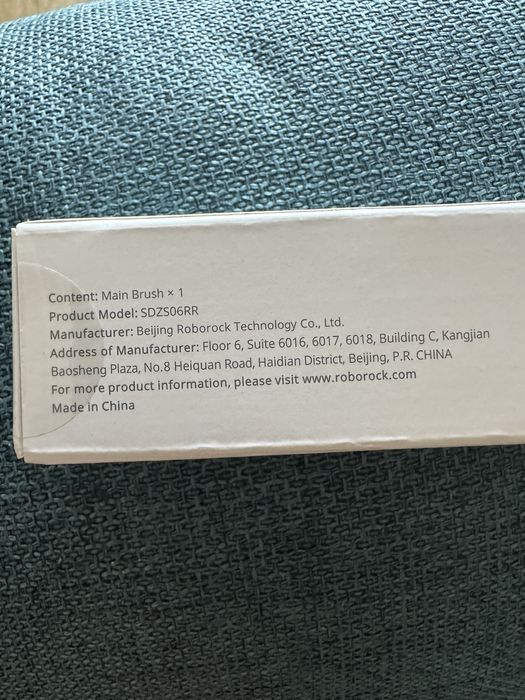 Content: Main Brush × 1
Product Model: SDZS06RR
Manufacturer: Beijing Roborock Technology Co., Ltd.
Address of Manufacturer: Floor 6, Suite 6016, 6017, 6018, Building C, Kangjian
Baosheng Plaza, No.8 Heiquan Road, Haidian District, Beijing, P.R. CHINA
For more product information, please visit www.roborock.com
Made in China